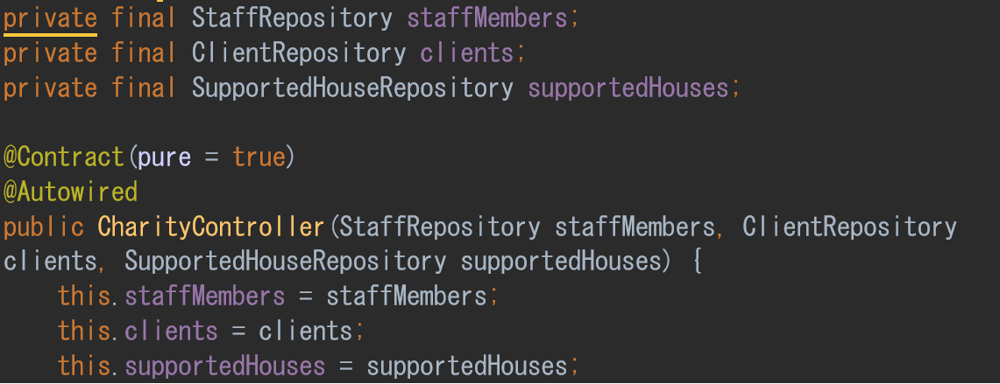 private final StaffRepository staffMembers;
private final ClientRepository clients;
private final SupportedHouseRepository supportedHouses;
@Contract(pure = true)
@Autowired
public CharityController(StaffRepository staffMembers, ClientRepository
clients, SupportedHouseRepository supportedHouses) {
    this.staffMembers = staffMembers;
    this.clients = clients;
    this.supportedHouses = supportedHouses;